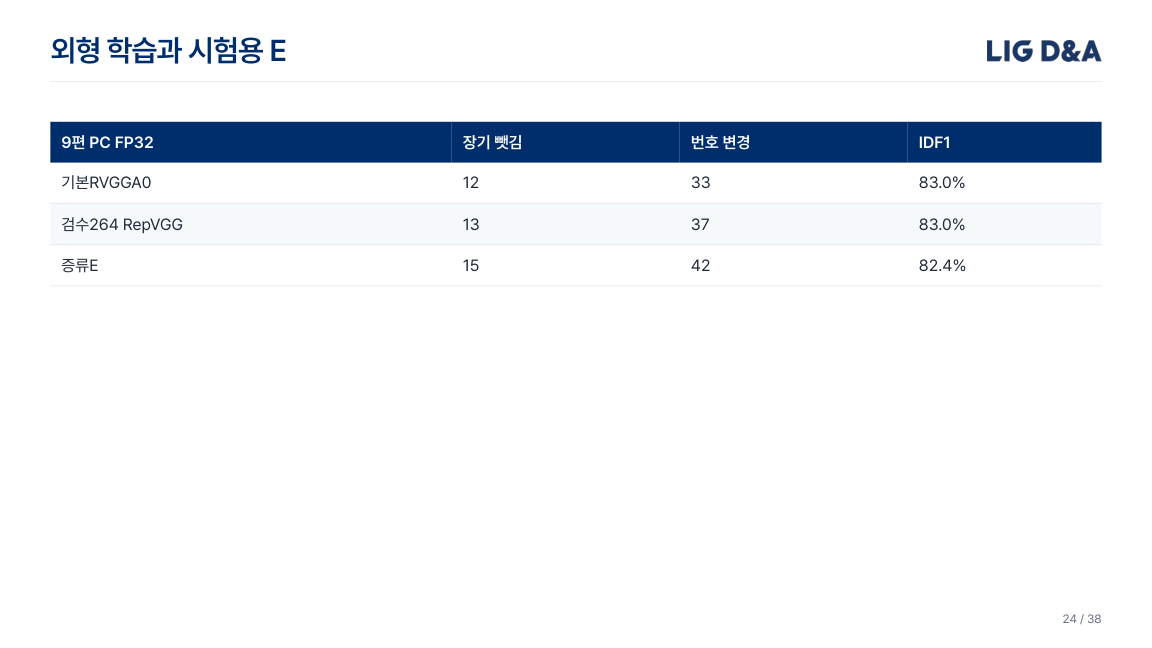 외형 학습과 시험용 E
LIG D&A
9편 PC FP32 장기 뺏김 번호 변경 IDF1
기본RVGGA0 12 33 83.0%
검수264 RepVGG 13 37 83.0%
증류E 15 42 82.4%
24 / 38